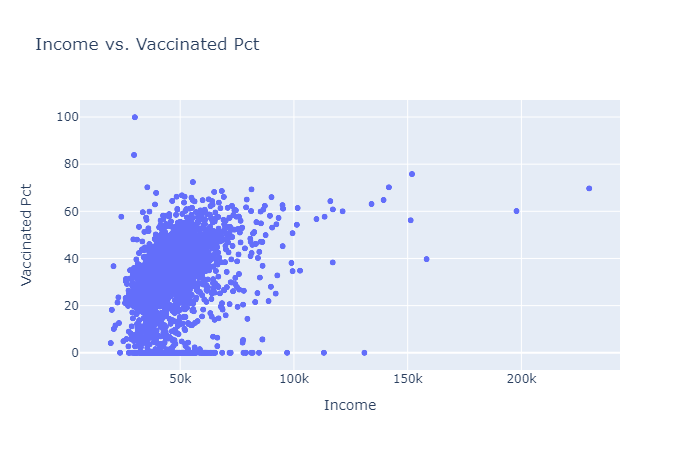 Income vs. Vaccinated Pct
Vaccinated Pct
100
80
60
40
20
0
50k
100k
150k
200k
Income